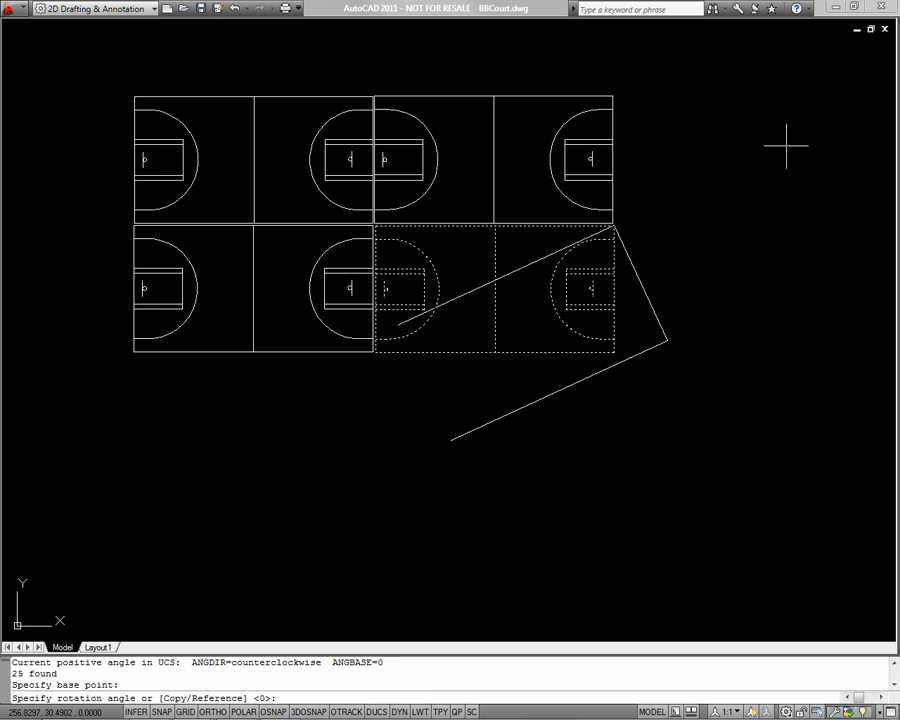 2D Drafting & Annotation
AutoCAD 2011 - NOT FOR RESALE BBCourt.dwg
Type a keyword or phrase
Y
X
Model
Layout1
Current positive angle in UCS: ANGDIR=counterclockwise ANGBASE=0
25 found
Specify base point:
Specify rotation angle or [Copy/Reference] <0>:
256.8297, 30.4902, 0.0000
INFER SNAP GRID ORTHO POLAR OSNAP 3DOSNAP OTRACK DUCS DYN LWT TPY QP SC
MODEL
1:1